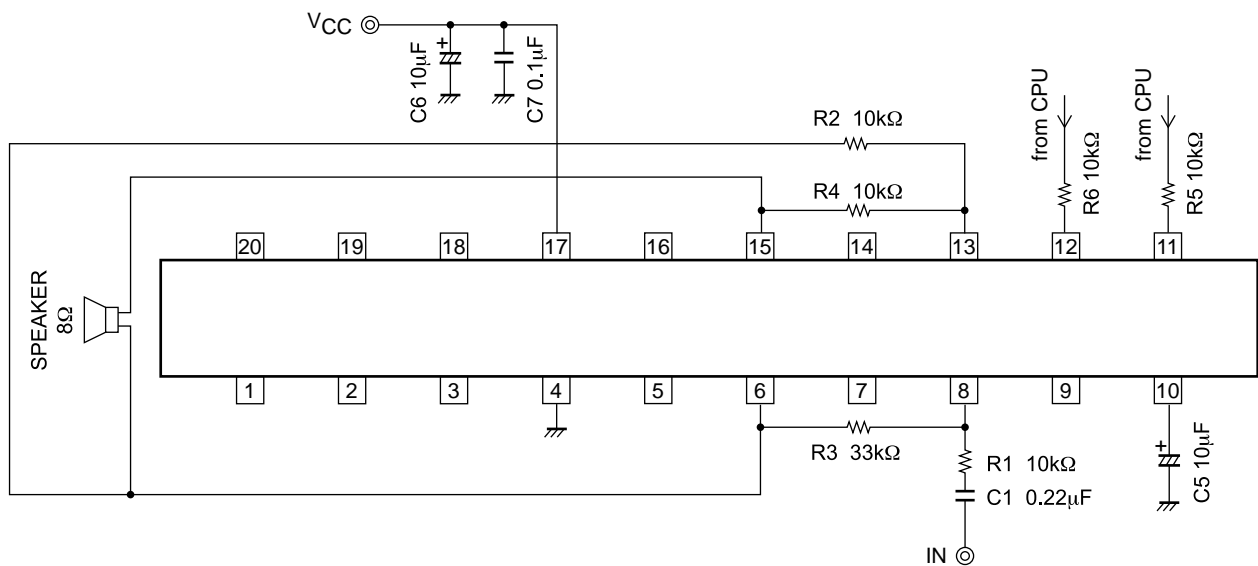 VCC
+
C6 10μF
C7 0.1μF
R2 10kΩ
R4 10kΩ
from CPU
R6 10kΩ
from CPU
R5 10kΩ
20 19 18 17 16 15 14 13 12 11
SPEAKER
8Ω
1 2 3 4 5 6 7 8 9 10
R3 33kΩ
R1 10kΩ
C1 0.22μF
+
C5 10μF
IN